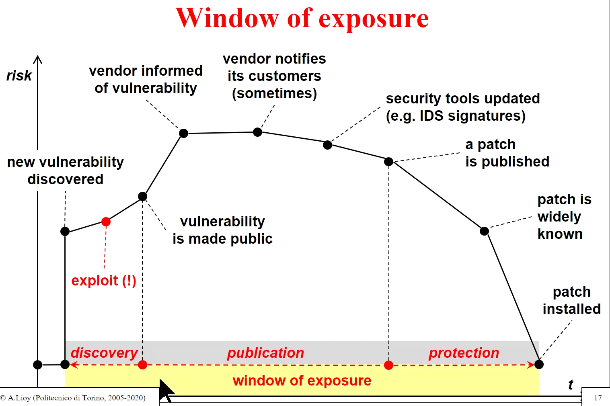 Window of exposure
risk
vendor informed
of vulnerability
vendor notifies
its customers
(sometimes)
security tools updated
(e.g. IDS signatures)
a patch
is published
new vulnerability
discovered
vulnerability
is made public
exploit (!)
patch is
widely
known
patch
installed
discovery
publication
protection
window of exposure
t
© A.Lioy (Politecnico di Torino, 2005-2020)
17